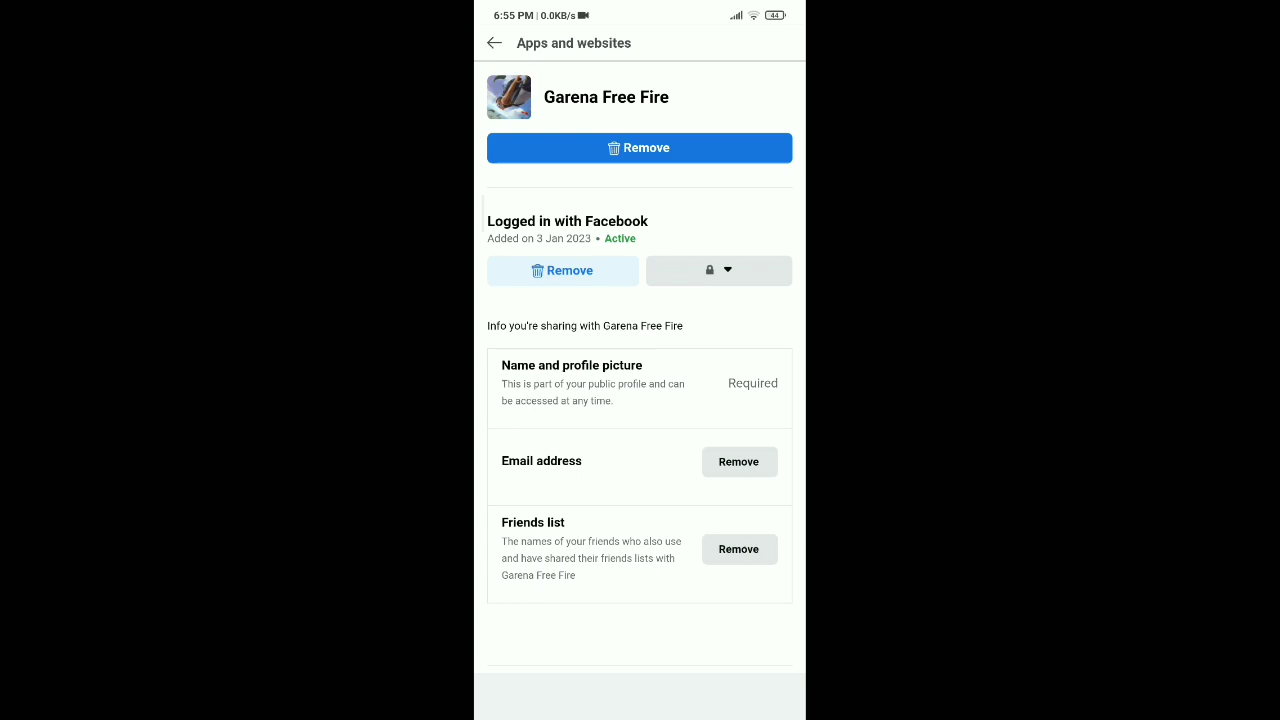 6:55 PM | 0.0KB/s 44
Apps and websites
Garena Free Fire
Remove
Logged in with Facebook
Added on 3 Jan 2023 • Active
Remove
Info you're sharing with Garena Free Fire
Name and profile picture
This is part of your public profile and can
be accessed at any time.
Required
Email address
Remove
Friends list
The names of your friends who also use
and have shared their friends lists with
Garena Free Fire
Remove